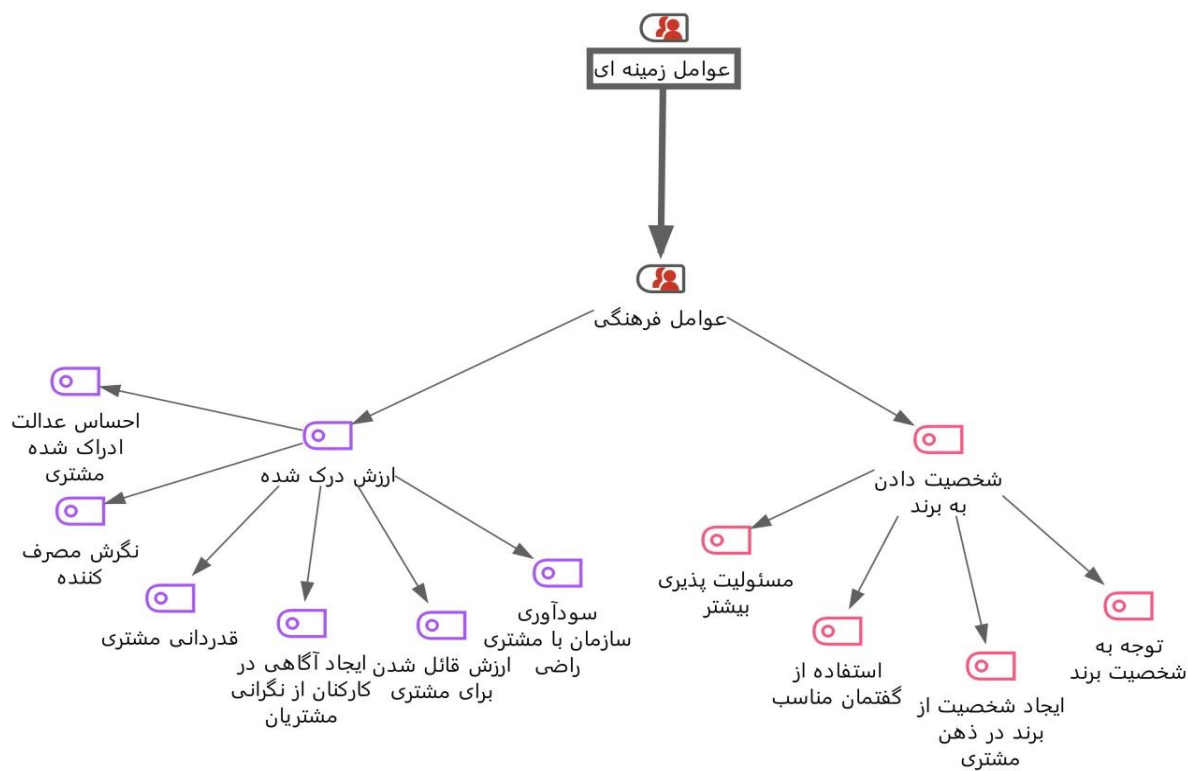 عوامل زمینه ای
عوامل فرهنگی
شخصیت دادن
به برند
توجه به
شخصیت برند
ایجاد شخصیت از
برند در ذهن
مشتری
استفاده از
گفتمان مناسب
مسئولیت پذیری
بیشتر
ارزش درک شده
سودآوری
سازمان با مشتری
راضی
ارزش قائل شدن
برای مشتری
ایجاد آگاهی در
کارکنان از نگرانی
مشتریان
قدردانی مشتری
نگرش مصرف
کننده
احساس عدالت
ادراک شده
مشتری